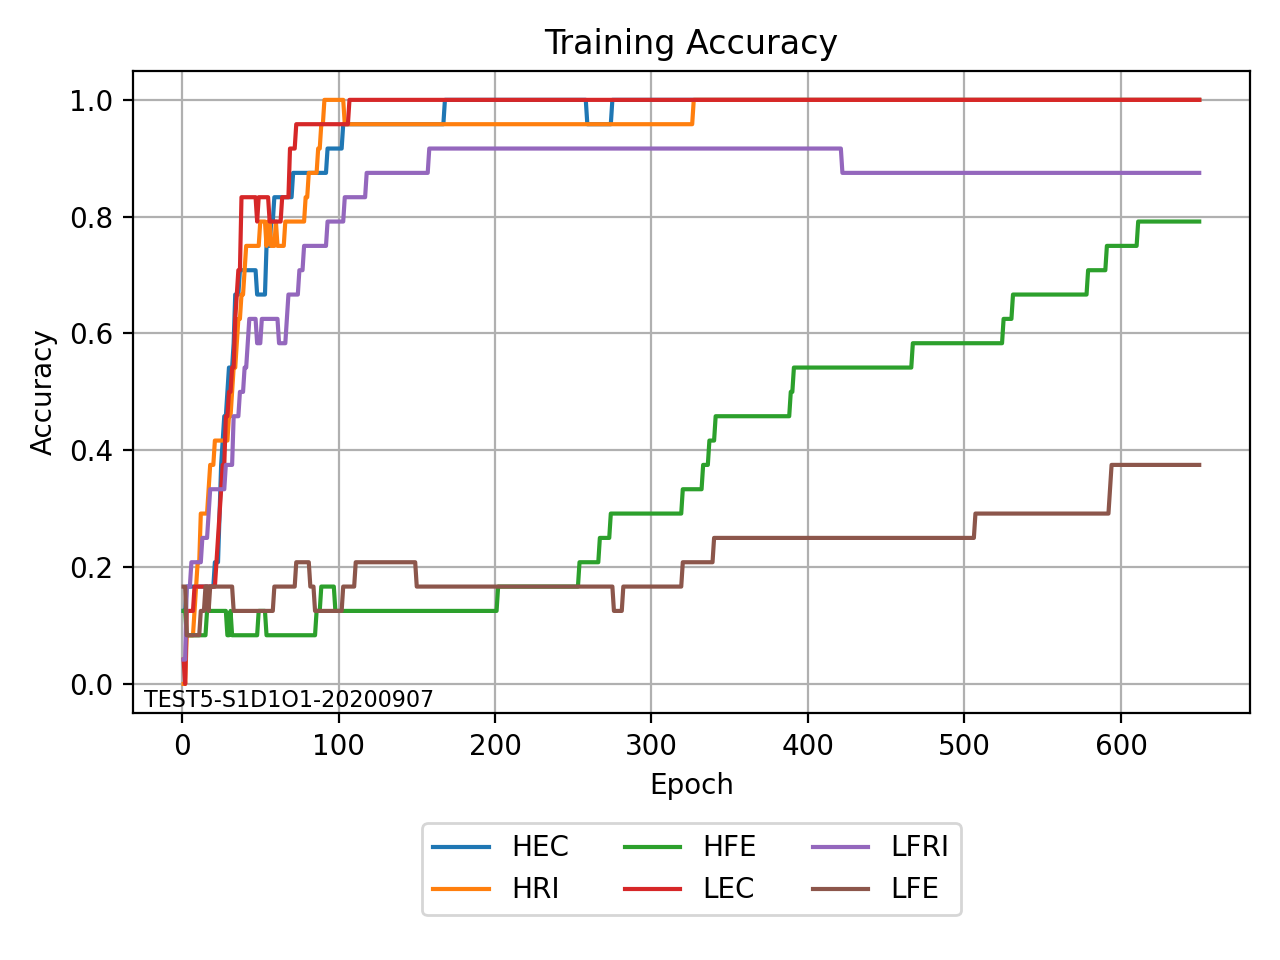 Training Accuracy
Accuracy
1.0
0.8
0.6
0.4
0.2
0.0
TEST5-S1D1O1-20200907
0 100 200 300 400 500 600
Epoch
HEC HFE LFRI
HRI LEC LFE